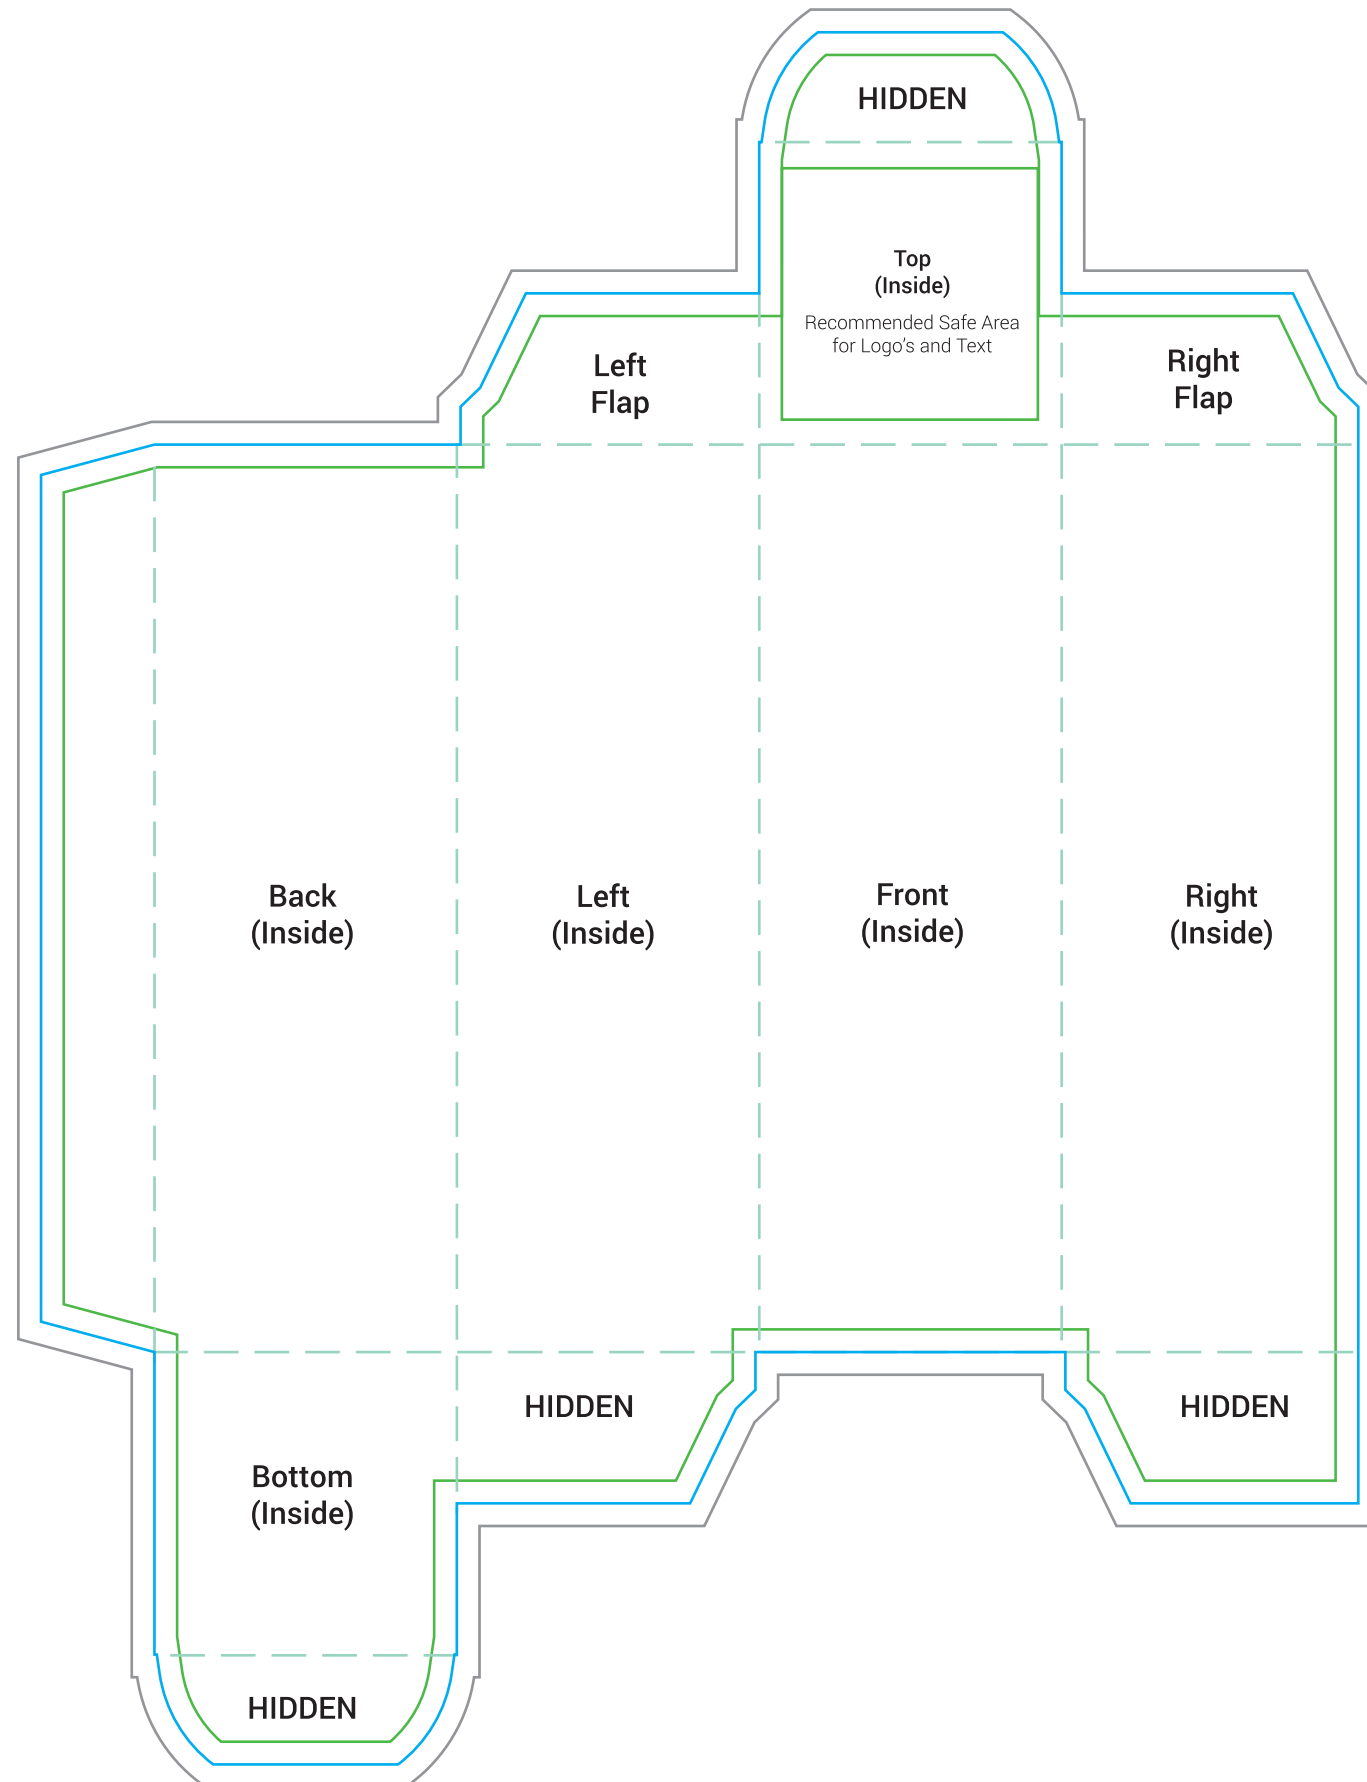 HIDDEN
Top
(Inside)
Recommended Safe Area
for Logo's and Text
Left
Flap
Right
Flap
Back
(Inside)
Left
(Inside)
Front
(Inside)
Right
(Inside)
HIDDEN
HIDDEN
Bottom
(Inside)
HIDDEN